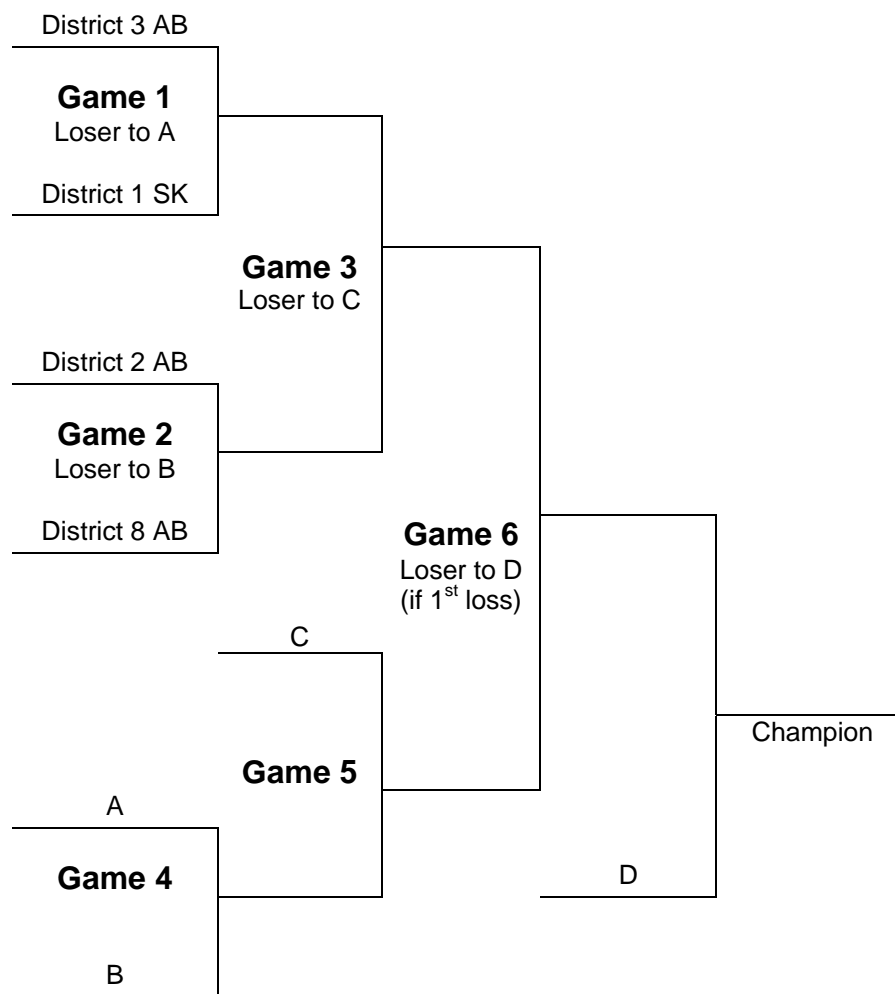 District 3 AB
Game 1
Loser to A
District 1 SK
Game 3
Loser to C
District 2 AB
Game 2
Loser to B
District 8 AB
Game 6
Loser to D
(if 1st loss)
C
Champion
Game 5
A
Game 4
D
B